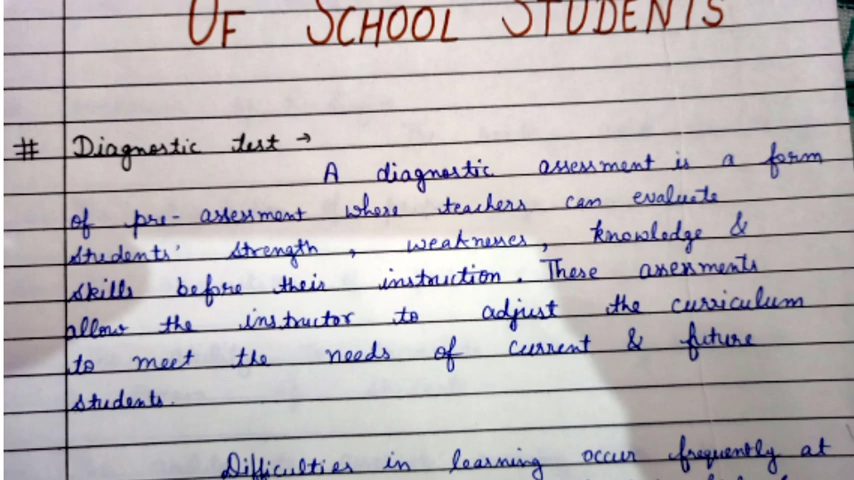 OF SCHOOL STUDENTS
# Diagnostic test →
A diagnostic assessment is a form
of pre-assessment where teachers can evaluate
students' strength, weaknesses, knowledge &
skills before their instruction. These assessments
allow the instructor to adjust the curriculum
to meet the needs of current & future
students.
Difficulties in learning occur frequently at